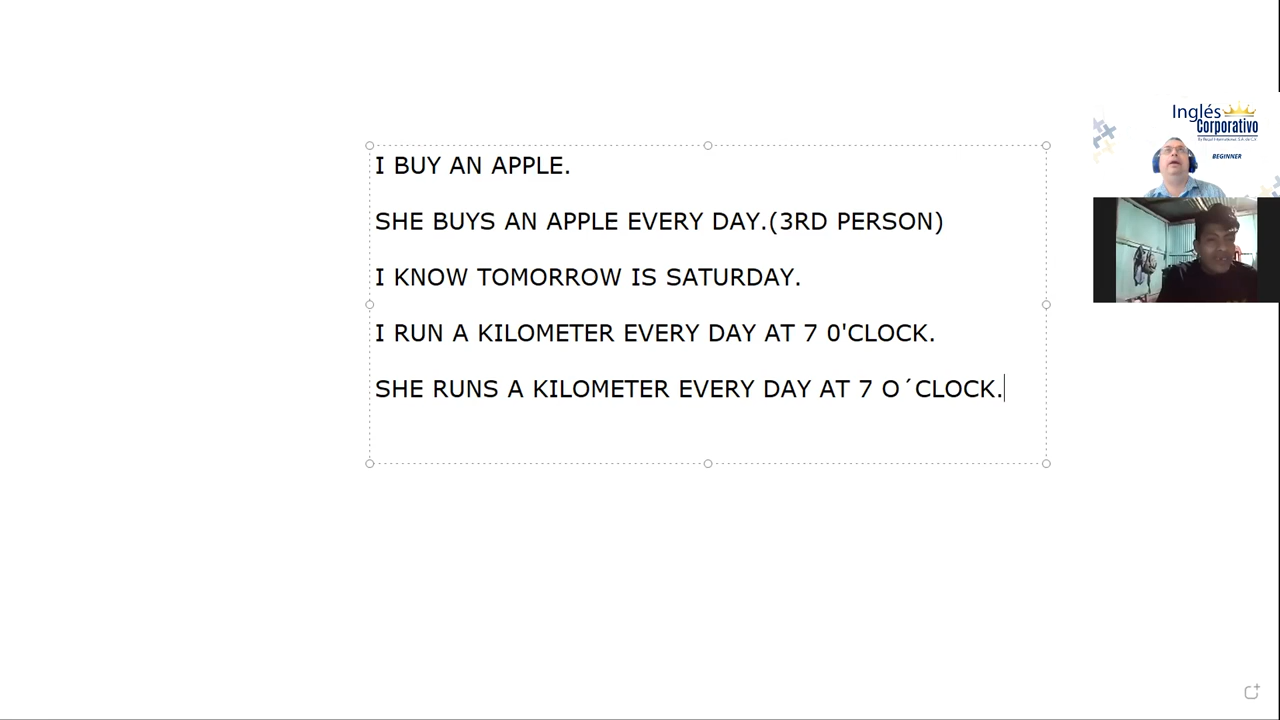 I BUY AN APPLE.
SHE BUYS AN APPLE EVERY DAY.(3RD PERSON)
I KNOW TOMORROW IS SATURDAY.
I RUN A KILOMETER EVERY DAY AT 7 0'CLOCK.
SHE RUNS A KILOMETER EVERY DAY AT 7 O´CLOCK.
Inglés
Corporativo
BEGINNER